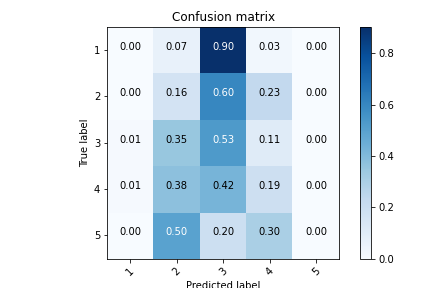 Confusion matrix
1 0.00 0.07 0.90 0.03 0.00
2 0.00 0.16 0.60 0.23 0.00
3 0.01 0.35 0.53 0.11 0.00
4 0.01 0.38 0.42 0.19 0.00
5 0.00 0.50 0.20 0.30 0.00
True label
1 2 3 4 5
Predicted label
0.8
0.6
0.4
0.2
0.0